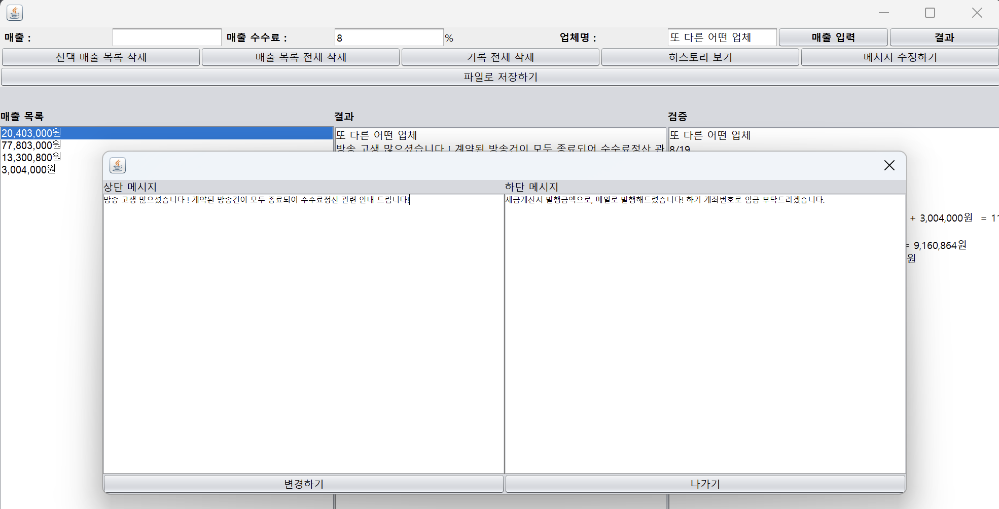 매출 :
매출 수수료 :
8
%
업체명 :
또 다른 어떤 업체
매출 입력
결과
선택 매출 목록 삭제
매출 목록 전체 삭제
기록 전체 삭제
히스토리 보기
메시지 수정하기
파일로 저장하기
매출 목록
결과
검증
20,403,000원
77,803,000원
13,300,800원
3,004,000원
또 다른 어떤 업체
방송 고생 많으셨습니다 ! 계약된 방송건이 모두 종료되어 수수료정산 관
또 다른 어떤 업체
8/19
+ 3,004,000원 = 11
= 9,160,864원
원
상단 메시지
방송 고생 많으셨습니다 ! 계약된 방송건이 모두 종료되어 수수료정산 관련 안내 드립니다!
하단 메시지
세금계산서 발행금액으로, 메일로 발행해드렸습니다! 하기 계좌번호로 입금 부탁드리겠습니다.
변경하기
나가기